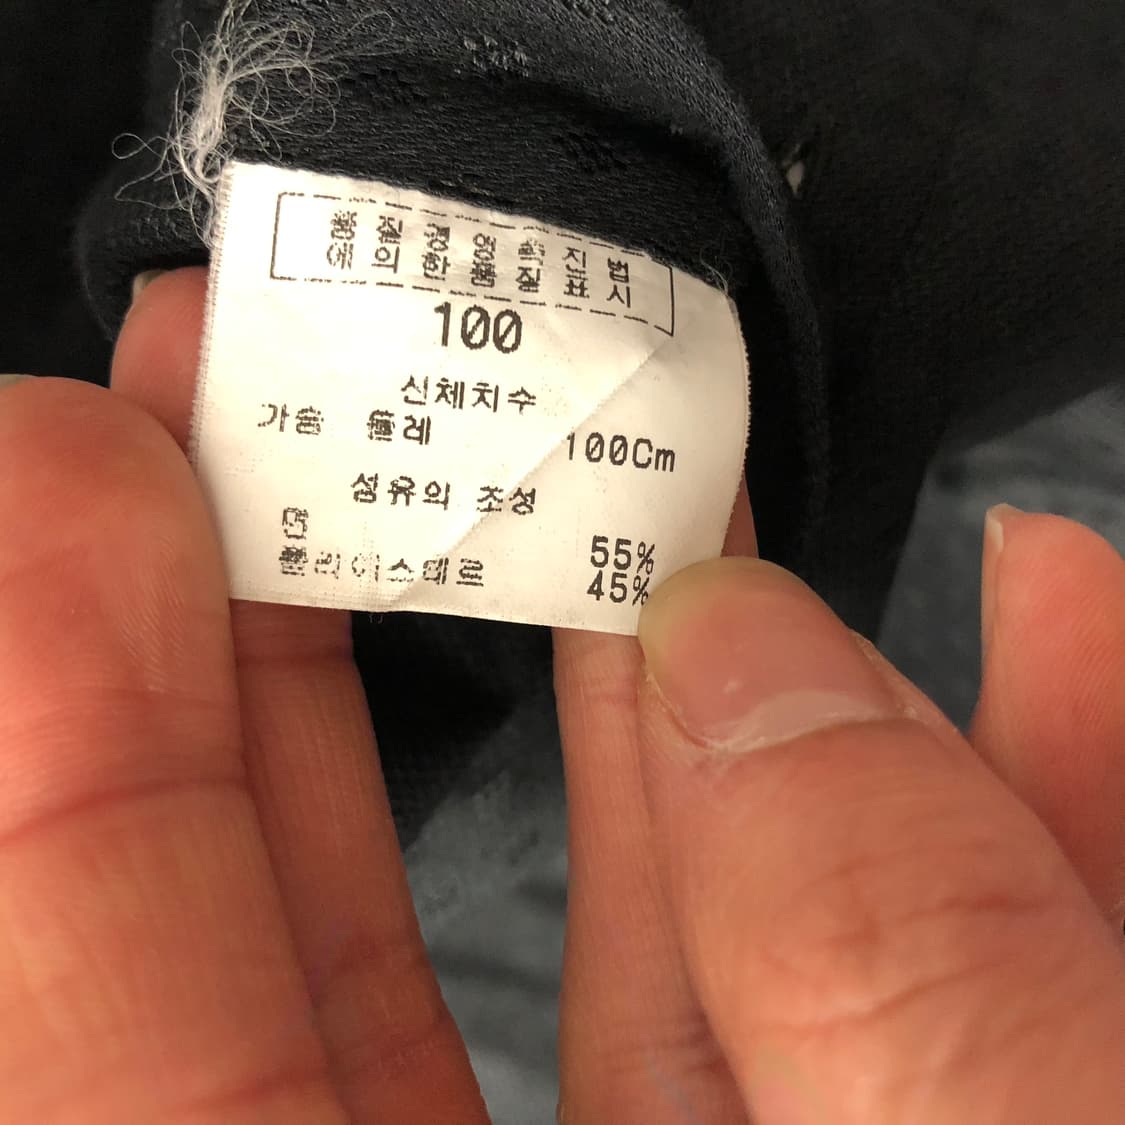 품질경영촉진법
에의한품질표시
100
신체치수
가슴 둘레 100Cm
섬유의 조성
면 55%
폴리에스테르 45%